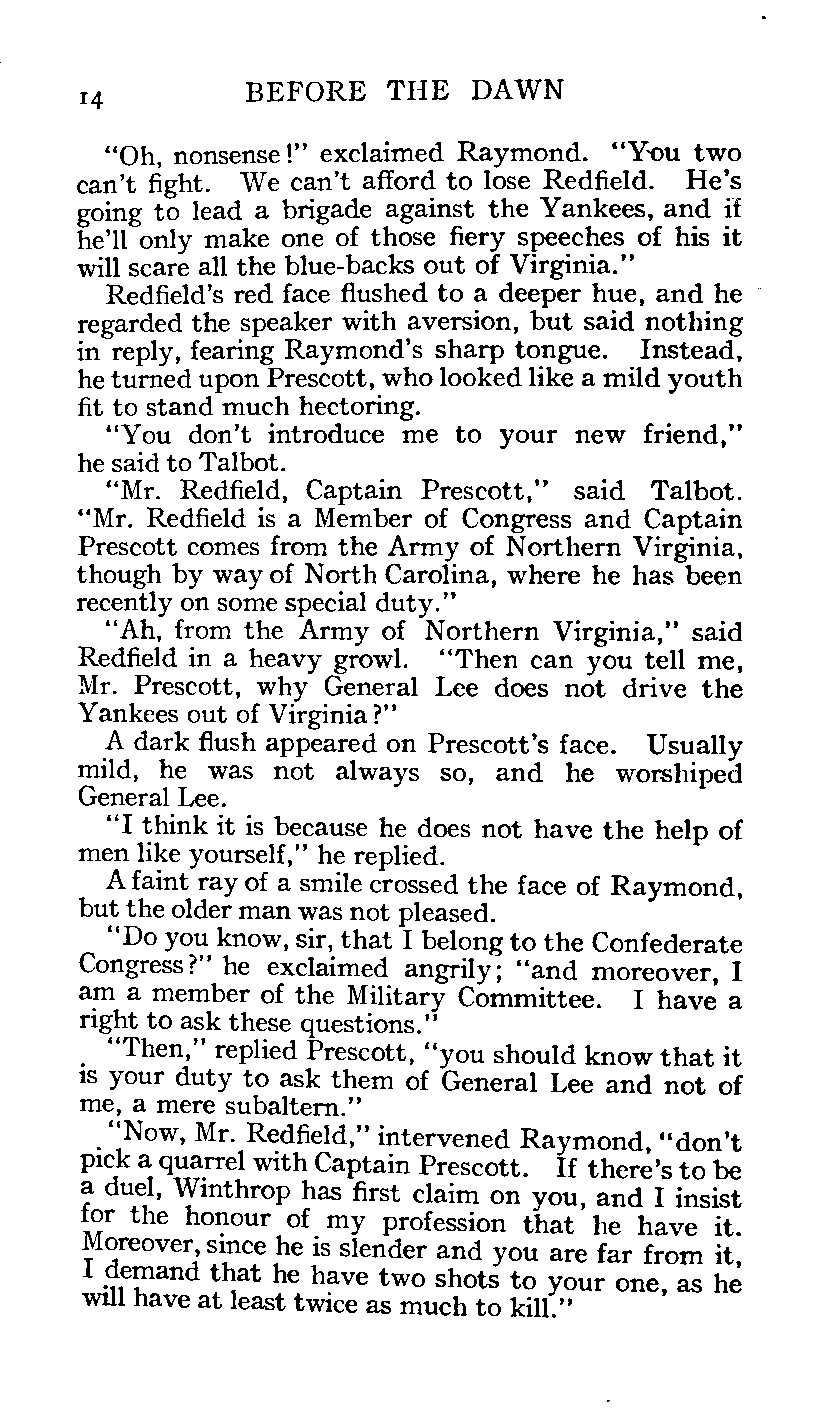 14 BEFORE THE DAWN
"Oh, nonsense!" exclaimed Raymond. "You two
can't fight. We can't afford to lose Redfield. He's
going to lead a brigade against the Yankees, and if
he'll only make one of those fiery speeches of his it
will scare all the blue-backs out of Virginia."
Redfield's red face flushed to a deeper hue, and he
regarded the speaker with aversion, but said nothing
in reply, fearing Raymond's sharp tongue. Instead,
he turned upon Prescott, who looked like a mild youth
fit to stand much hectoring.
"You don't introduce me to your new friend,"
he said to Talbot.
"Mr. Redfield, Captain Prescott," said Talbot.
"Mr. Redfield is a Member of Congress and Captain
Prescott comes from the Army of Northern Virginia,
though by way of North Carolina, where he has been
recently on some special duty."
"Ah, from the Army of Northern Virginia," said
Redfield in a heavy growl. "Then can you tell me,
Mr. Prescott, why General Lee does not drive the
Yankees out of Virginia?"
A dark flush appeared on Prescott's face. Usually
mild, he was not always so, and he worshiped
General Lee.
"I think it is because he does not have the help of
men like yourself," he replied.
A faint ray of a smile crossed the face of Raymond,
but the older man was not pleased.
"Do you know, sir, that I belong to the Confederate
Congress?" he exclaimed angrily; "and moreover, I
am a member of the Military Committee. I have a
right to ask these questions."
"Then," replied Prescott, "you should know that it
is your duty to ask them of General Lee and not of
me, a mere subaltern."
"Now, Mr. Redfield," intervened Raymond, "don't
pick a quarrel with Captain Prescott. If there's to be
a duel, Winthrop has first claim on you, and I insist
for the honour of my profession that he have it.
Moreover, since he is slender and you are far from it,
I demand that he have two shots to your one, as he
will have at least twice as much to kill."